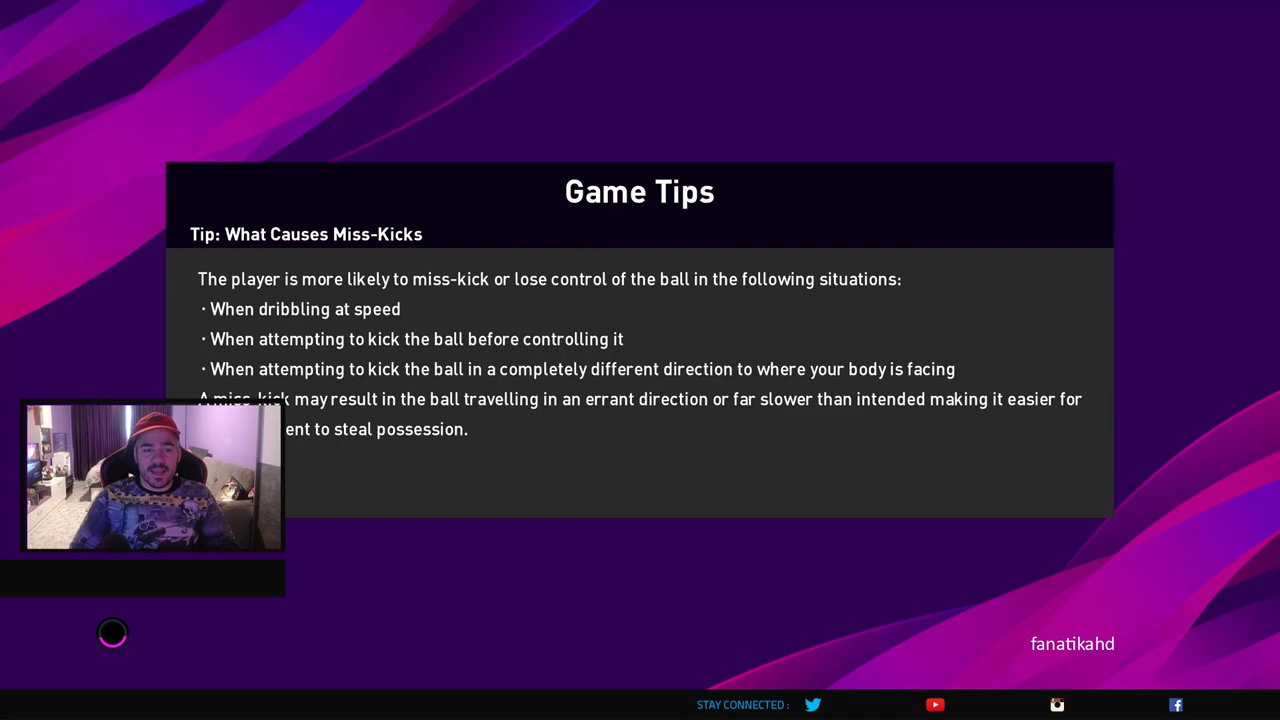 Game Tips
Tip: What Causes Miss-Kicks
The player is more likely to miss-kick or lose control of the ball in the following situations:
· When dribbling at speed
· When attempting to kick the ball before controlling it
· When attempting to kick the ball in a completely different direction to where your body is facing
A miss-kick may result in the ball travelling in an errant direction or far slower than intended making it easier for
ent to steal possession.
fanatikahd
STAY CONNECTED :